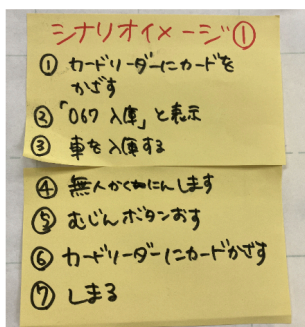 シナリオイメージ①
① カードリーダーにカードを
かざす
② 「067 入庫」と表示
③ 車を入庫する
④ 無人かくにんします
⑤ むじんボタンおす
⑥ カードリーダーにカードかざす
⑦ しまる